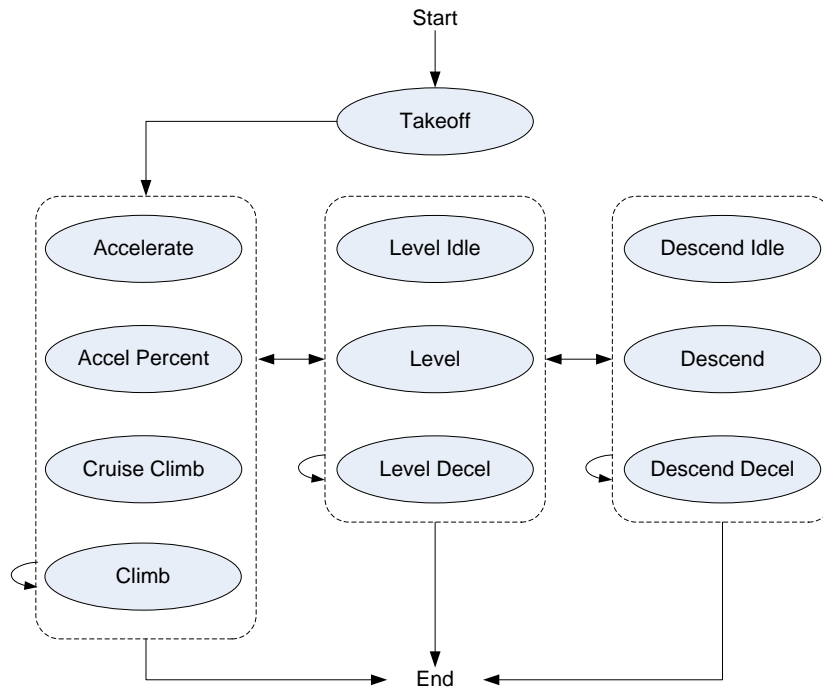 Start
Takeoff
Accelerate
Accel Percent
Cruise Climb
Climb
Level Idle
Level
Level Decel
Descend Idle
Descend
Descend Decel
End